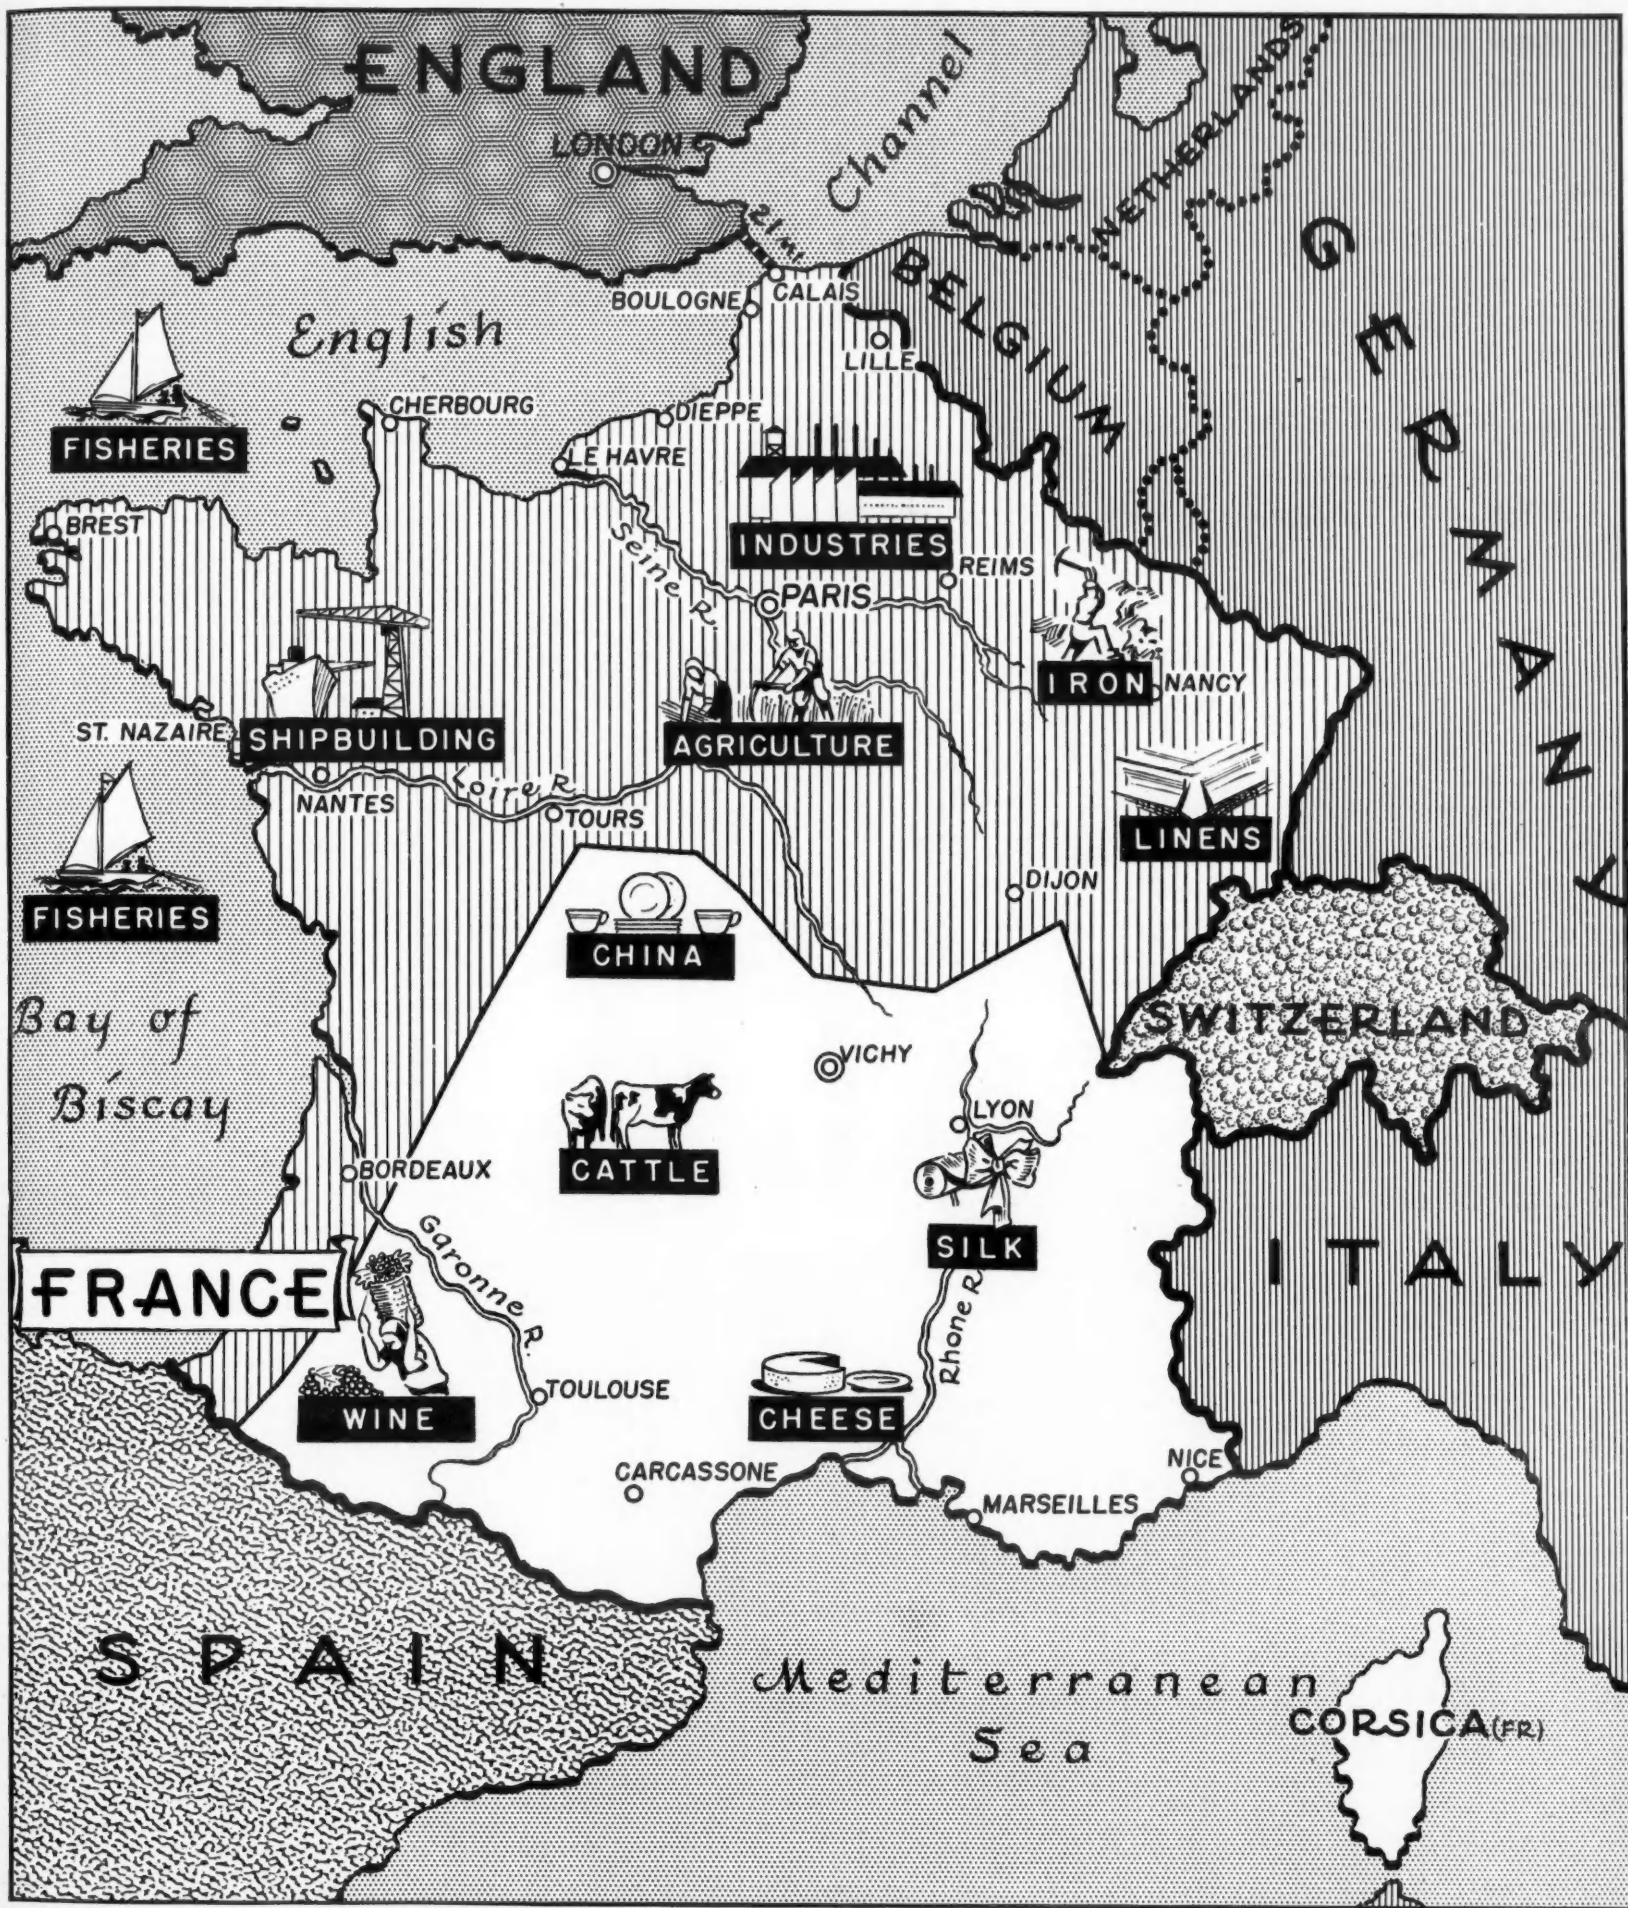 ENGLAND
LONDON
Channel
NETHERLANDS
21 mi.
BELGIUM
GERMANY
BOULOGNE
CALAIS
LILLE
English
FISHERIES
CHERBOURG
DIEPPE
LE HAVRE
BREST
INDUSTRIES
REIMS
Seine R.
PARIS
IRON
NANCY
ST. NAZAIRE
SHIPBUILDING
AGRICULTURE
NANTES
Loire R.
TOURS
LINENS
FISHERIES
DIJON
CHINA
Bay of
Biscay
SWITZERLAND
VICHY
CATTLE
LYON
BORDEAUX
SILK
ITALY
FRANCE
Garonne R.
Rhone R.
WINE
TOULOUSE
CHEESE
CARCASSONE
NICE
MARSEILLES
SPAIN
Mediterranean
Sea
CORSICA (FR)